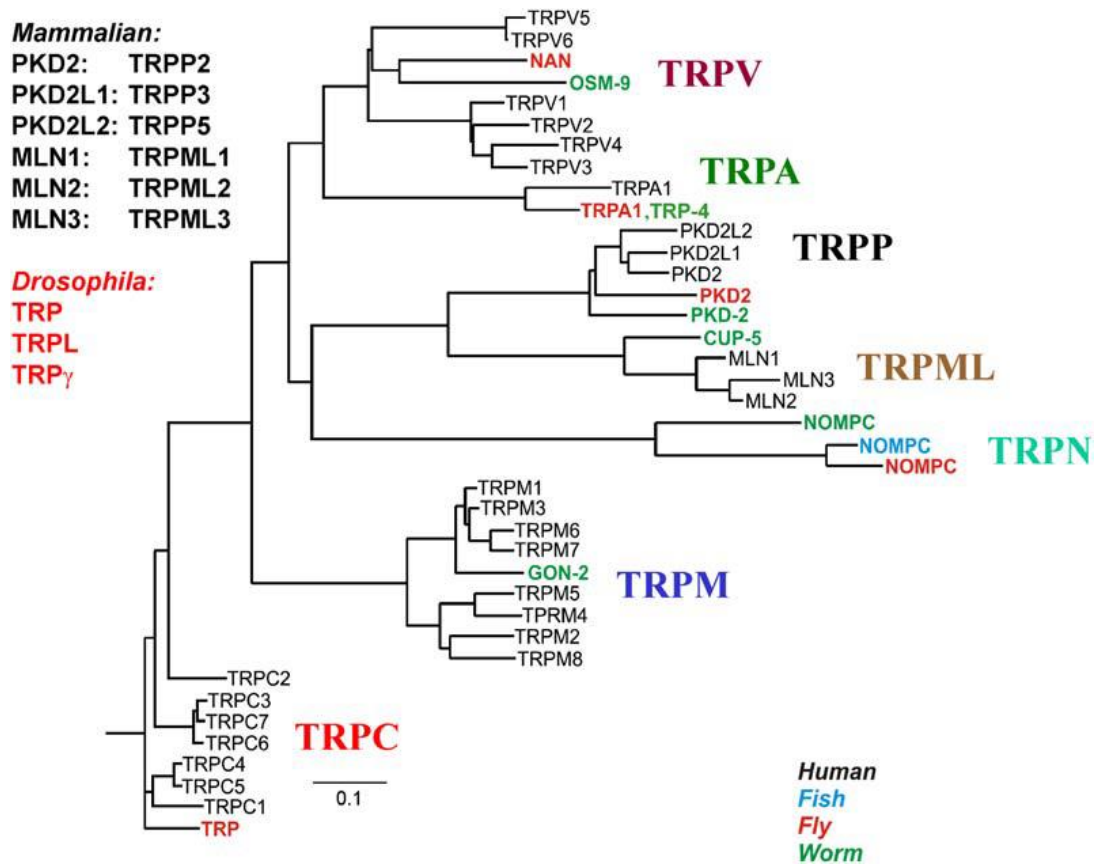 Mammalian:
PKD2: TRPP2
PKD2L1: TRPP3
PKD2L2: TRPP5
MLN1: TRPML1
MLN2: TRPML2
MLN3: TRPML3
Drosophila:
TRP
TRPL
TRPγ
TRPV5
TRPV6
NAN
OSM-9
TRPV
TRPV1
TRPV2
TRPV4
TRPV3
TRPA
TRPA1
TRPA1,TRP-4
PKD2L2
PKD2L1
PKD2
TRPP
PKD2
PKD-2
CUP-5
MLN1
MLN3
MLN2
TRPML
NOMPC
NOMPC
NOMPC
TRPN
TRPM1
TRPM3
TRPM6
TRPM7
GON-2
TRPM
TRPM5
TPRM4
TRPM2
TRPM8
TRPC2
TRPC3
TRPC7
TRPC6
TRPC
TRPC4
TRPC5
TRPC1
TRP
0.1
Human
Fish
Fly
Worm